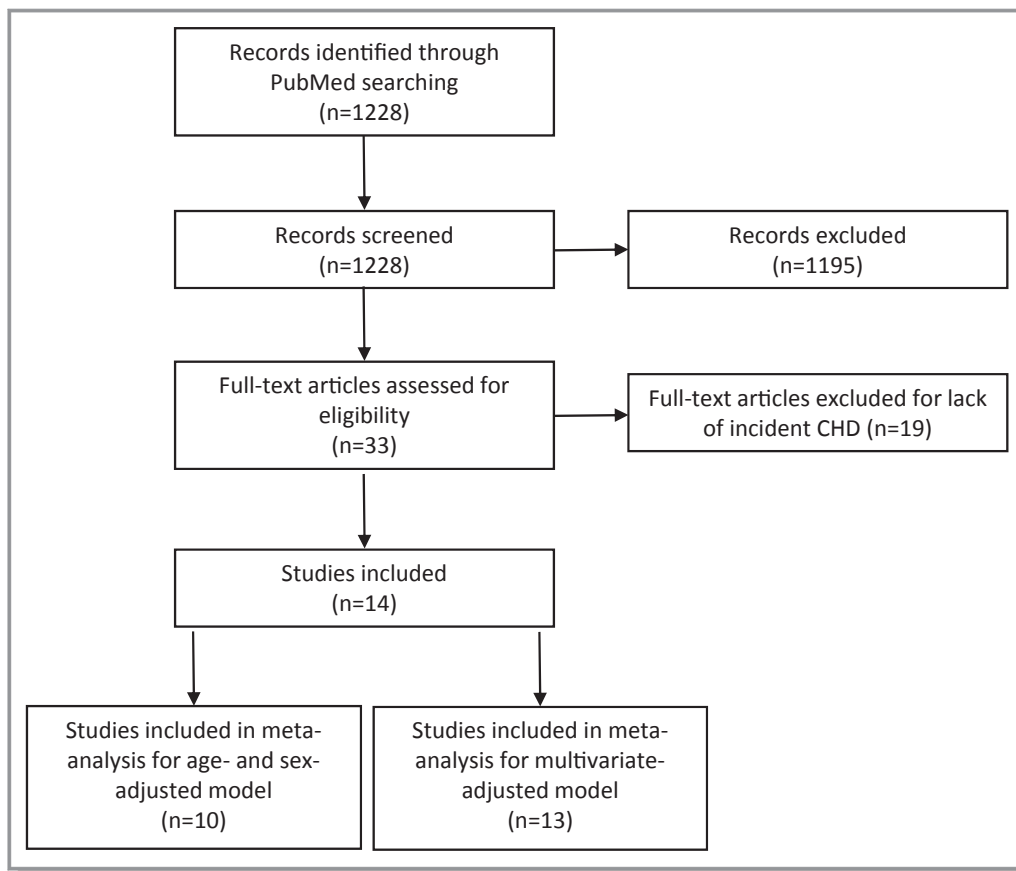 Records identified through
PubMed searching
(n=1228)
Records screened
(n=1228)
Records excluded
(n=1195)
Full-text articles assessed for
eligibility
(n=33)
Full-text articles excluded for lack
of incident CHD (n=19)
Studies included
(n=14)
Studies included in meta-
analysis for age- and sex-
adjusted model
(n=10)
Studies included in meta-
analysis for multivariate-
adjusted model
(n=13)